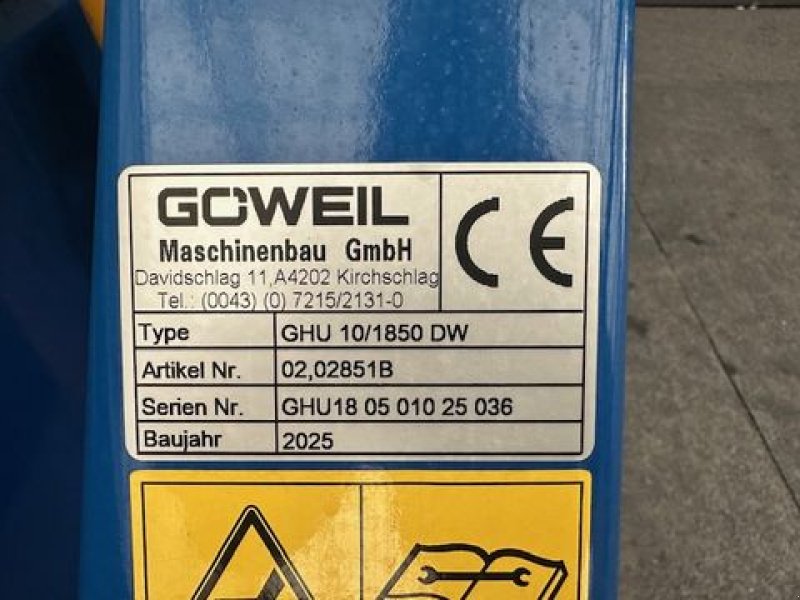 GÖWEIL
Maschinenbau GmbH
Davidschlag 11,A4202 Kirchschlag
Tel.: (0043) (0) 7215/2131-0
CE
Type GHU 10/1850 DW
Artikel Nr. 02,02851B
Serien Nr. GHU18 05 010 25 036
Baujahr 2025